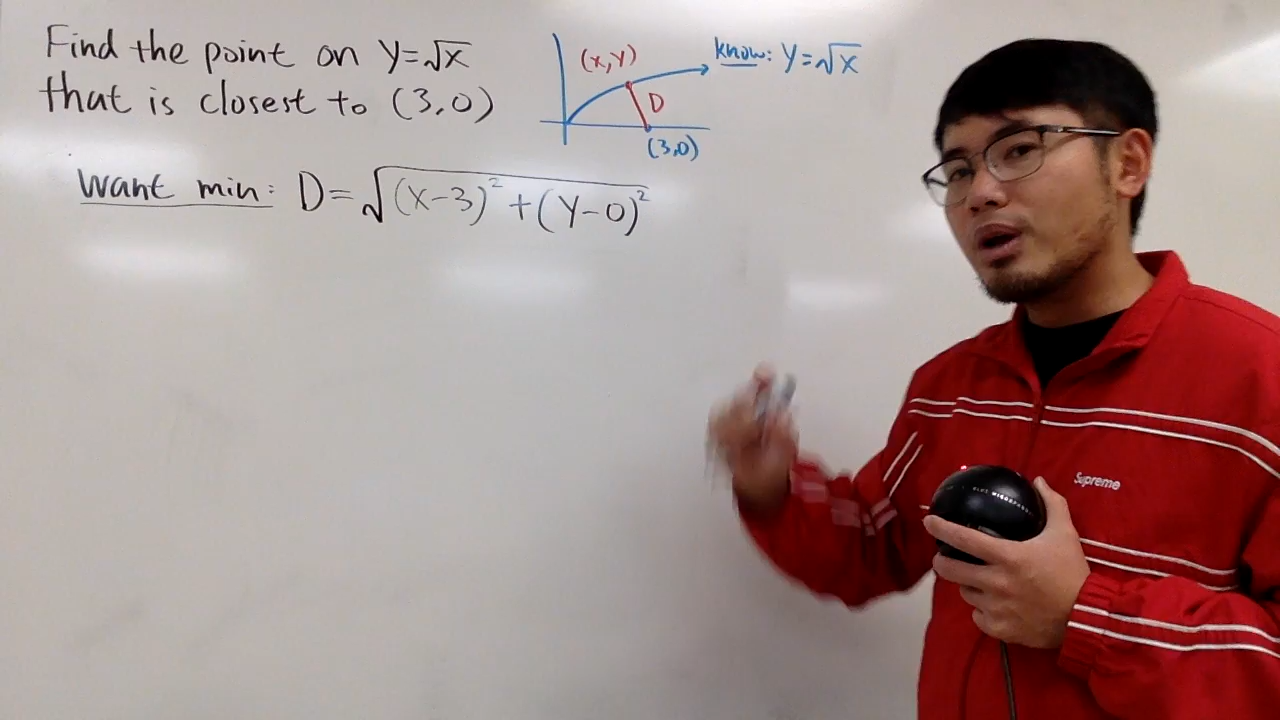 Find the point on y=√x
that is closest to (3,0)
(x,y)
D
(3,0)
know: y=√x
Want min: D=√(x-3)²+(y-0)²
Supreme